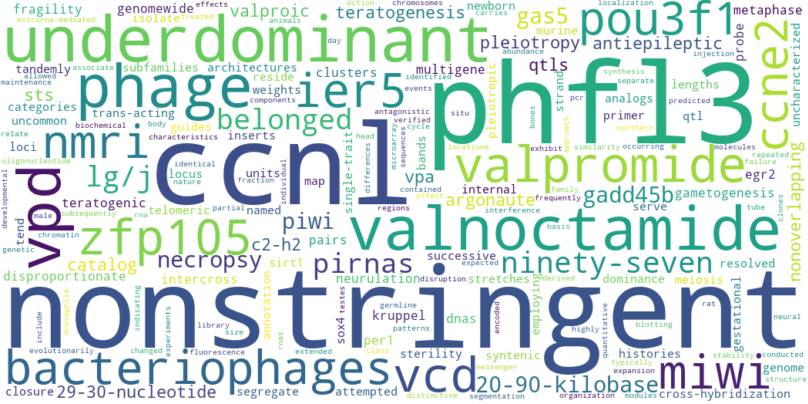 fragility
genomewide
effects
valproic
animals
action
chromosomes
localization
metaphase
underdominant
isolate
treated
microrna-mediated
teratogenesis
newborn
carries
gas5
murine
pou3f1
probe
tandemly
associate
subfamilies
architectures
day
abundance
pleiotropy
antiepileptic
injection
maintenance
phage
reside
clusters
multigene
qtls
identified
allowed
sts
weights
ier5
events
pleiotropic
strand
synthesis
separate
lengths
predicted
uncharacterized
ccne2
categories
trans-acting
components
belonged
antagonistic
verified
situ
analogs
bones
pcr
primer
qtl
northern
uncommon
biochemical
body
guides
inserts
cycle
phf13
loci
characteristics
single-trait
head
differences
microarray
sequences
bands
locations
exhibit
similarity
occurring
molecules
nmri
relate
oligonucleotide
ccnl
identical
nature
units
fraction
individual
map
valpromide
approach
repeated
failure
lg/j
locus
vpa
contained
affect
frequently
family
egr2
nonoverlapping
developmental
vpd
teratogenic
telomeric
named
regions
argonaute
internal
interference
gadd45b
serve
gametogenesis
basis
tube
clones
tend
male
subsequently
rna
partial
piwi
valnoctamide
genetic
chromatin
zfp105
c2-h2
pairs
necropsy
pirnas
successive
expected
ninety-seven
resolved
catalog
intercross
sirt1
disproportionate
neurulation
disruption
stretches
derived
dominance
meiosis
include
drosophila
indicating
annotation
nonstringent
sox4
testes
germline
kruppel
patterns
dnas
encoded
employing
highly
syntenic
gestational
rat
neural
evolutionarily
changed
experiments
library
size
fluorescence
rnas
extended
per1
class
sterility
messenger
distinctive
typically
expansion
histories
quantitative
blotting
stability
genome
conducted
structure
bacteriophages
vcd
20-90-kilobase
miwi
closure
29-30-nucleotide
segregate
attempted
segmentation
organization
modules
cross-hybridization